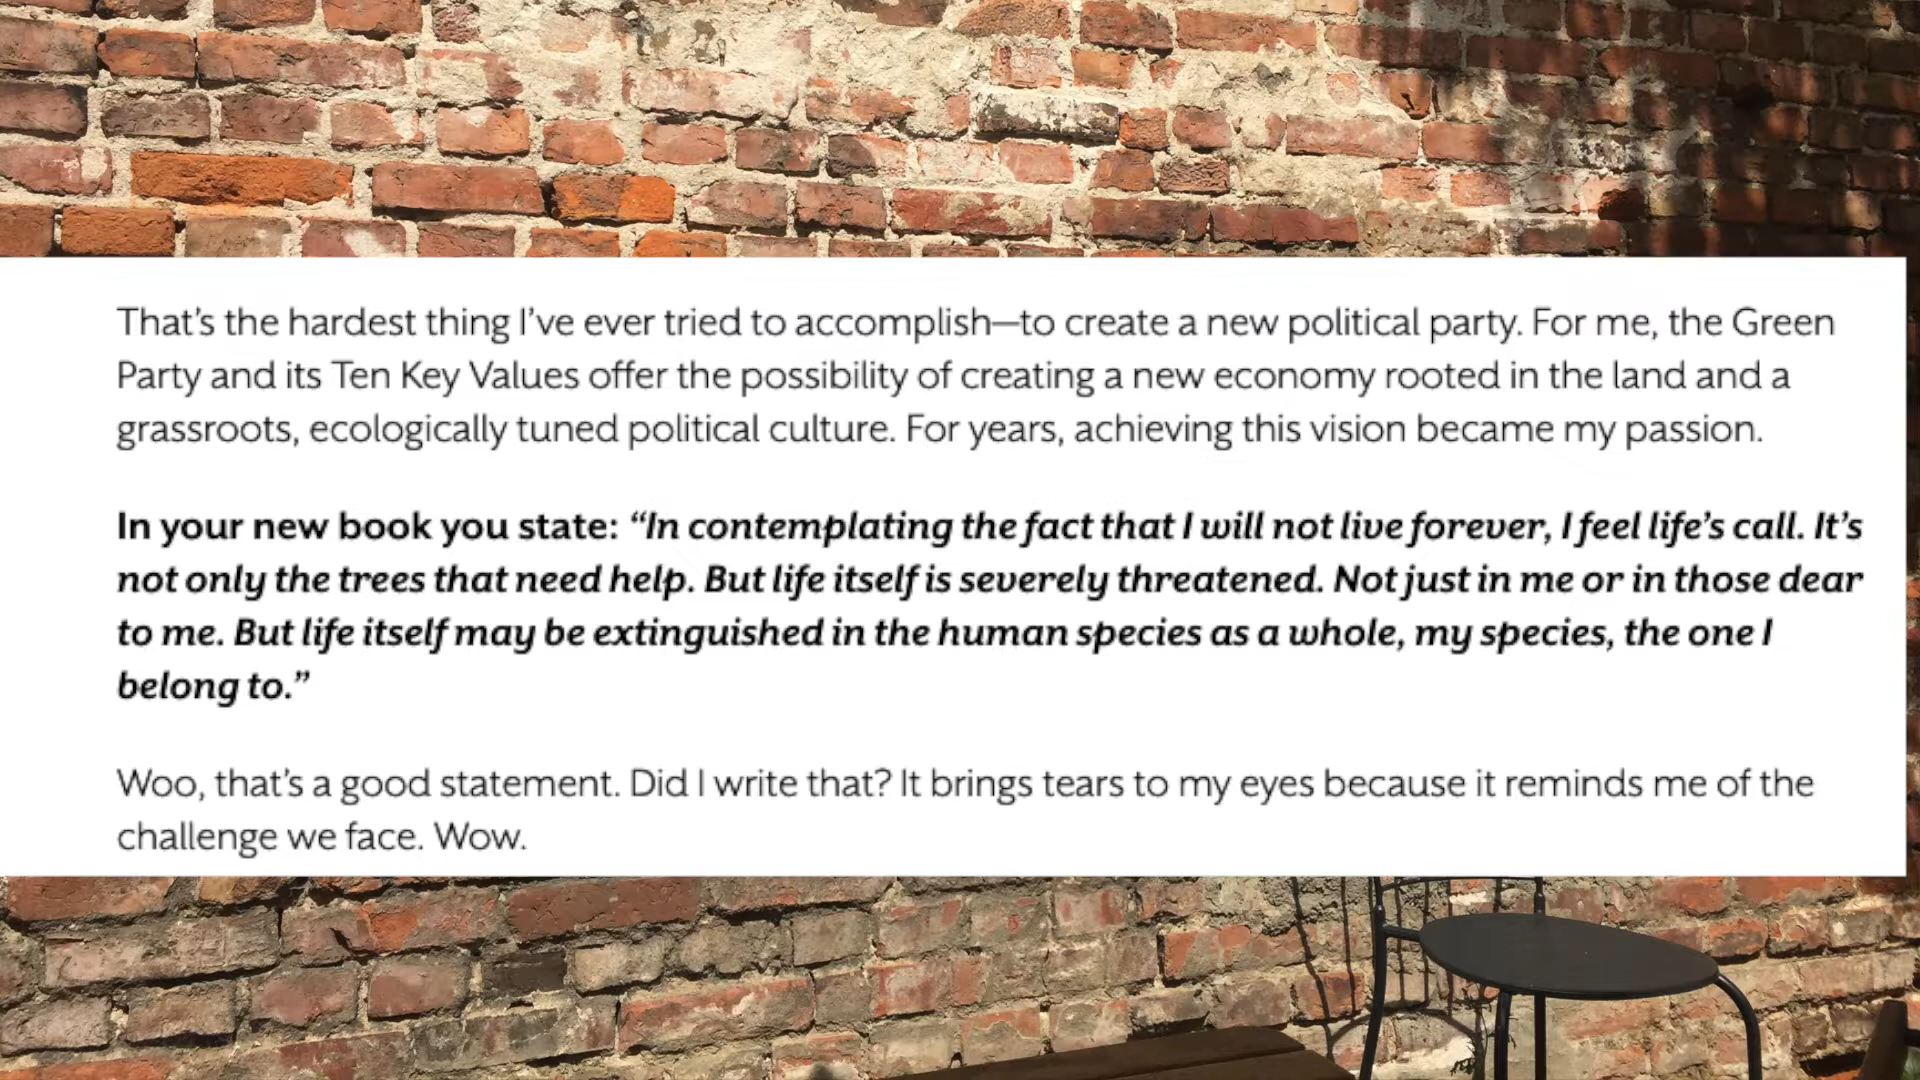 That’s the hardest thing I’ve ever tried to accomplish—to create a new political party. For me, the Green
Party and its Ten Key Values offer the possibility of creating a new economy rooted in the land and a
grassroots, ecologically tuned political culture. For years, achieving this vision became my passion.
In your new book you state: “In contemplating the fact that I will not live forever, I feel life’s call. It’s
not only the trees that need help. But life itself is severely threatened. Not just in me or in those dear
to me. But life itself may be extinguished in the human species as a whole, my species, the one I
belong to.”
Woo, that’s a good statement. Did I write that? It brings tears to my eyes because it reminds me of the
challenge we face. Wow.